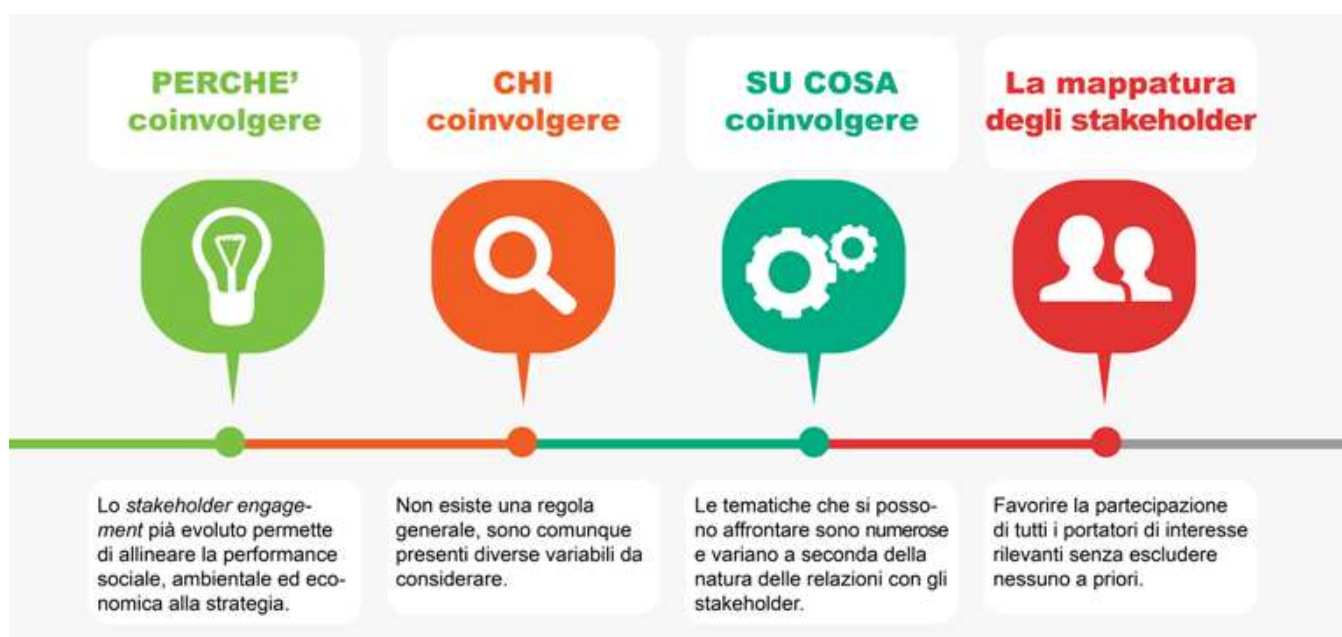 PERCHE'
coinvolgere
CHI
coinvolgere
SU COSA
coinvolgere
La mappatura
degli stakeholder
Lo stakeholder engage-
ment pià evoluto permette
di allineare la performance
sociale, ambientale ed eco-
nomica alla strategia.
Non esiste una regola
generale, sono comunque
presenti diverse variabili da
considerare.
Le tematiche che si posso-
no affrontare sono numerose
e variano a seconda della
natura delle relazioni con gli
stakeholder.
Favorire la partecipazione
di tutti i portatori di interesse
rilevanti senza escludere
nessuno a priori.